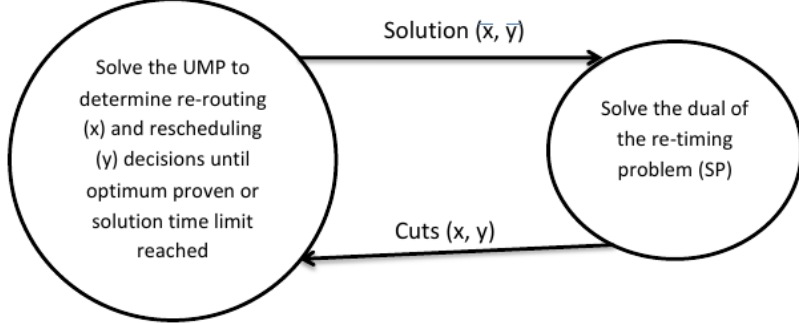 Solution (x̅, y̅)
Solve the UMP to
determine re-routing
(x) and rescheduling
(y) decisions until
optimum proven or
solution time limit
reached
Solve the dual of
the re-timing
problem (SP)
Cuts (x, y)